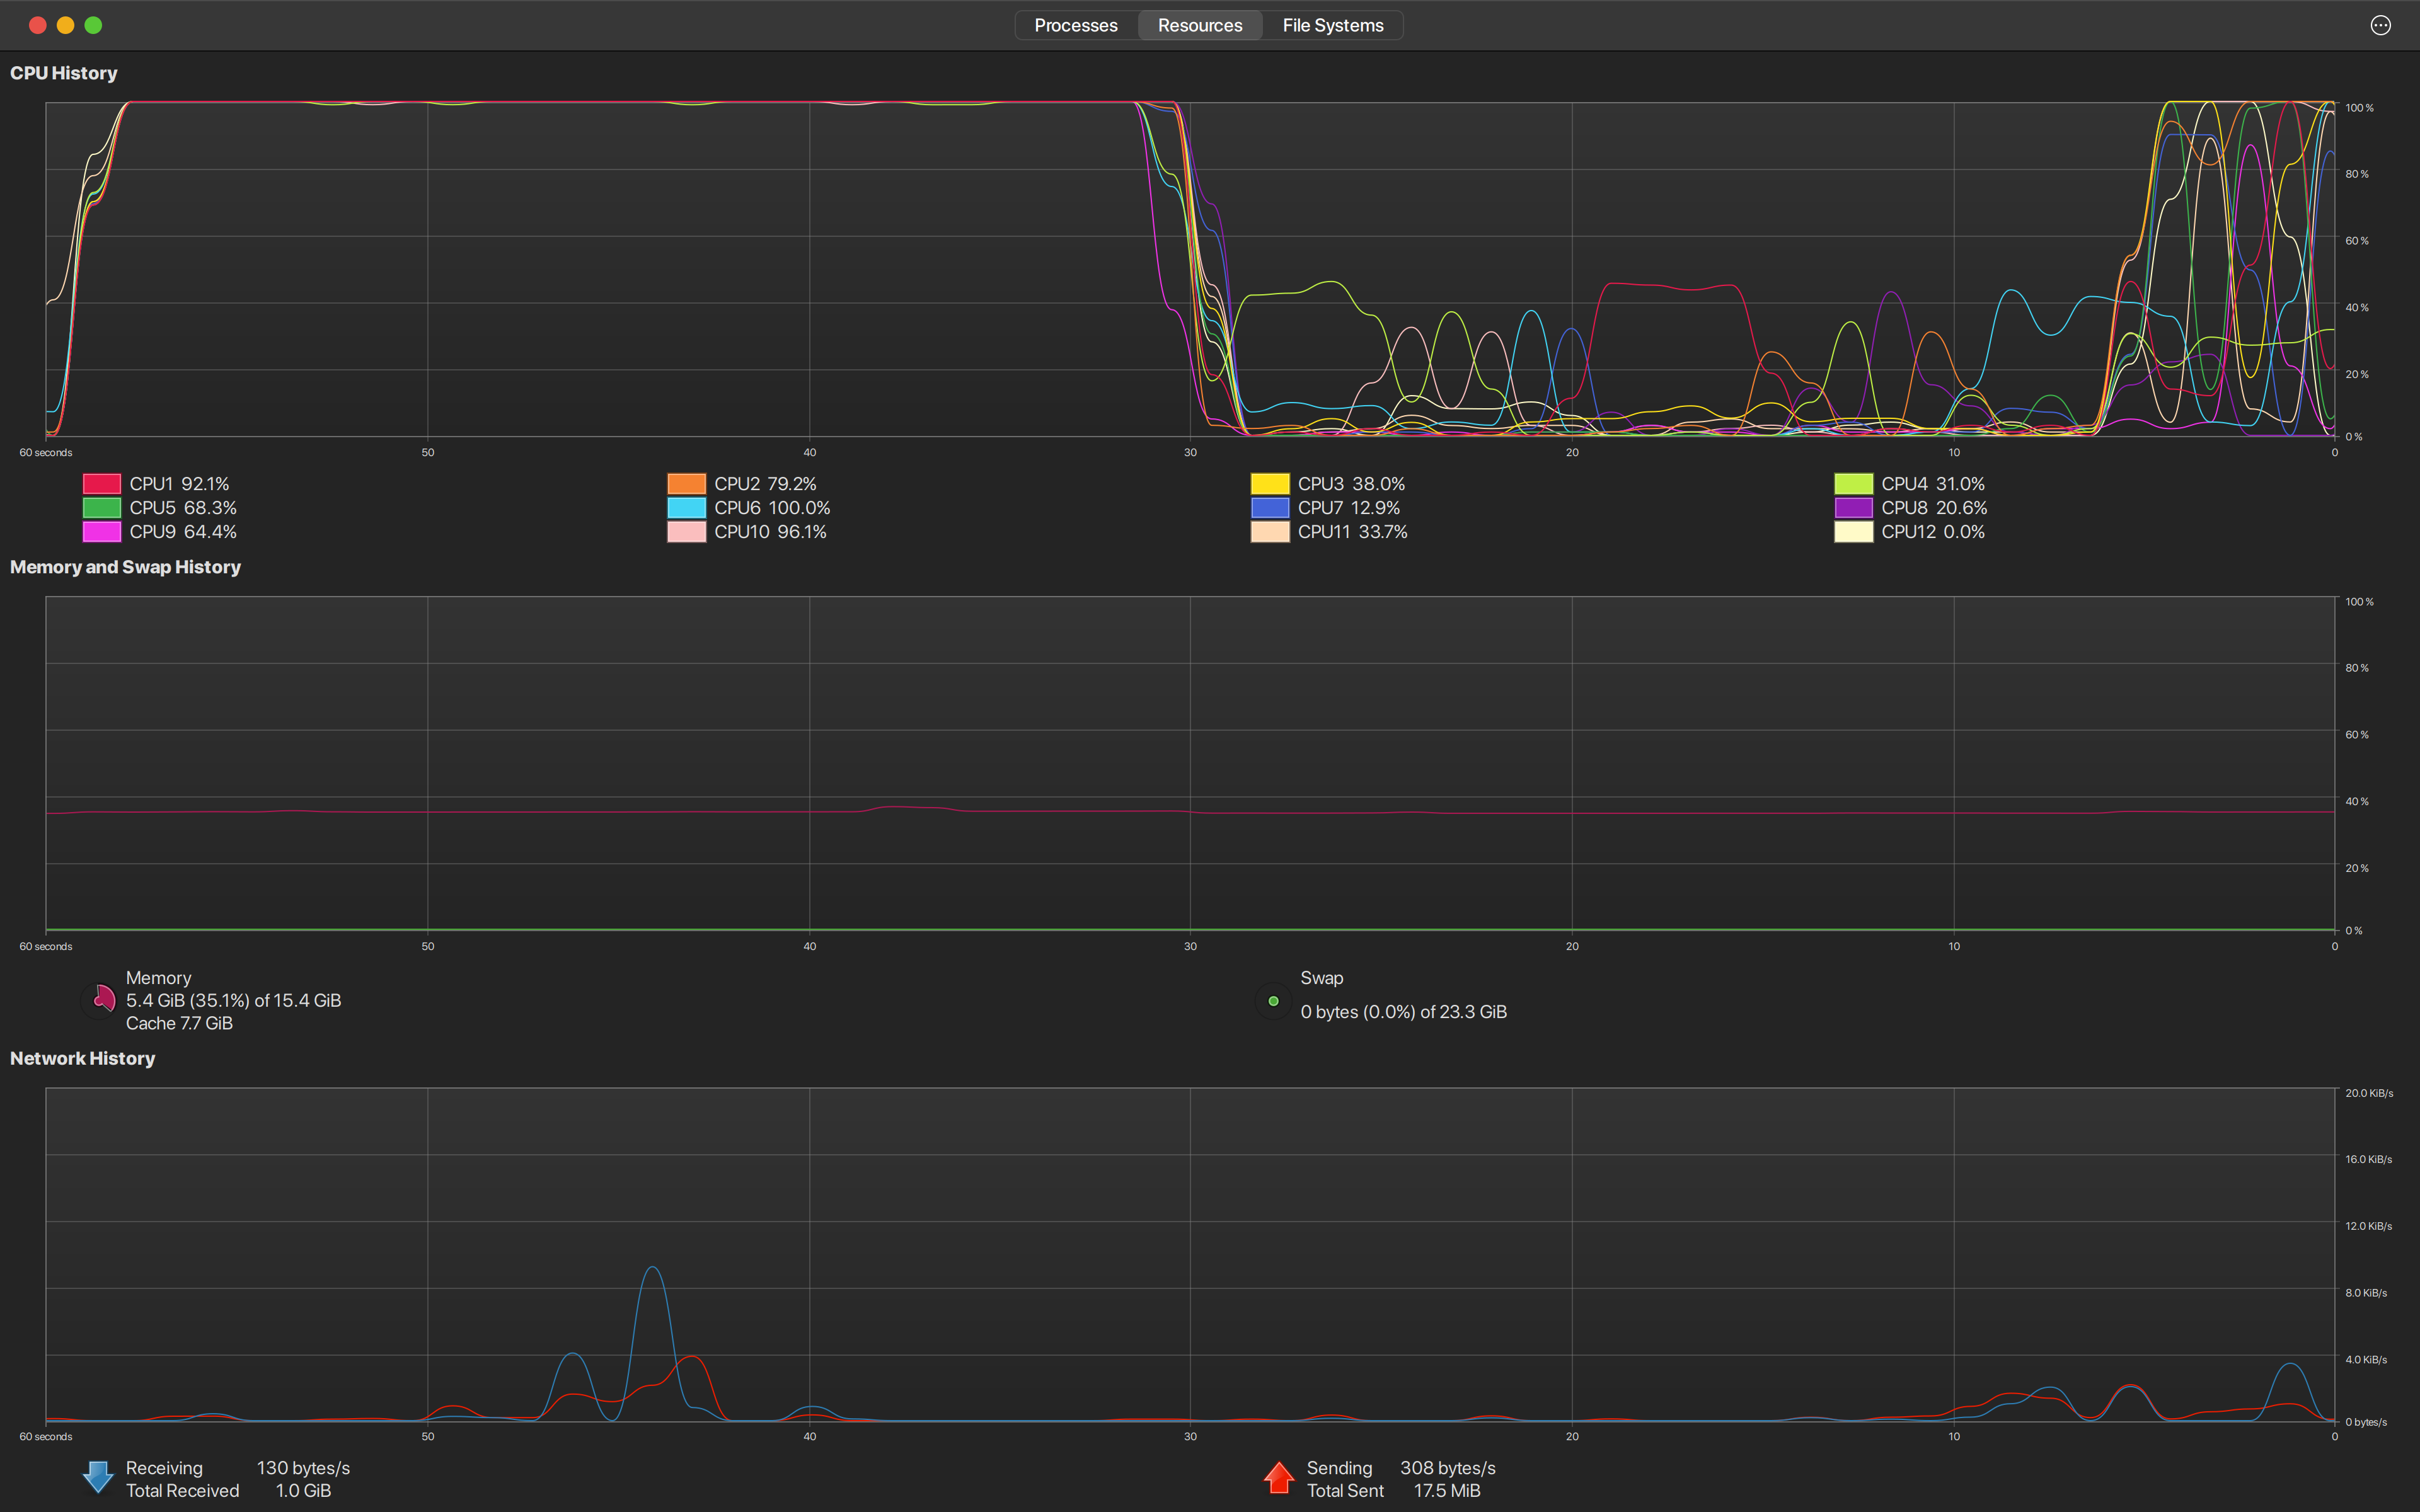 Processes Resources File Systems
CPU History
100 %
80 %
60 %
40 %
20 %
0 %
60 seconds 50 40 30 20 10 0
CPU1 92.1% CPU2 79.2% CPU3 38.0% CPU4 31.0%
CPU5 68.3% CPU6 100.0% CPU7 12.9% CPU8 20.6%
CPU9 64.4% CPU10 96.1% CPU11 33.7% CPU12 0.0%
Memory and Swap History
100 %
80 %
60 %
40 %
20 %
0 %
60 seconds 50 40 30 20 10 0
Memory
5.4 GiB (35.1%) of 15.4 GiB
Cache 7.7 GiB
Swap
0 bytes (0.0%) of 23.3 GiB
Network History
20.0 KiB/s
16.0 KiB/s
12.0 KiB/s
8.0 KiB/s
4.0 KiB/s
0 bytes/s
60 seconds 50 40 30 20 10 0
Receiving 130 bytes/s
Total Received 1.0 GiB
Sending 308 bytes/s
Total Sent 17.5 MiB